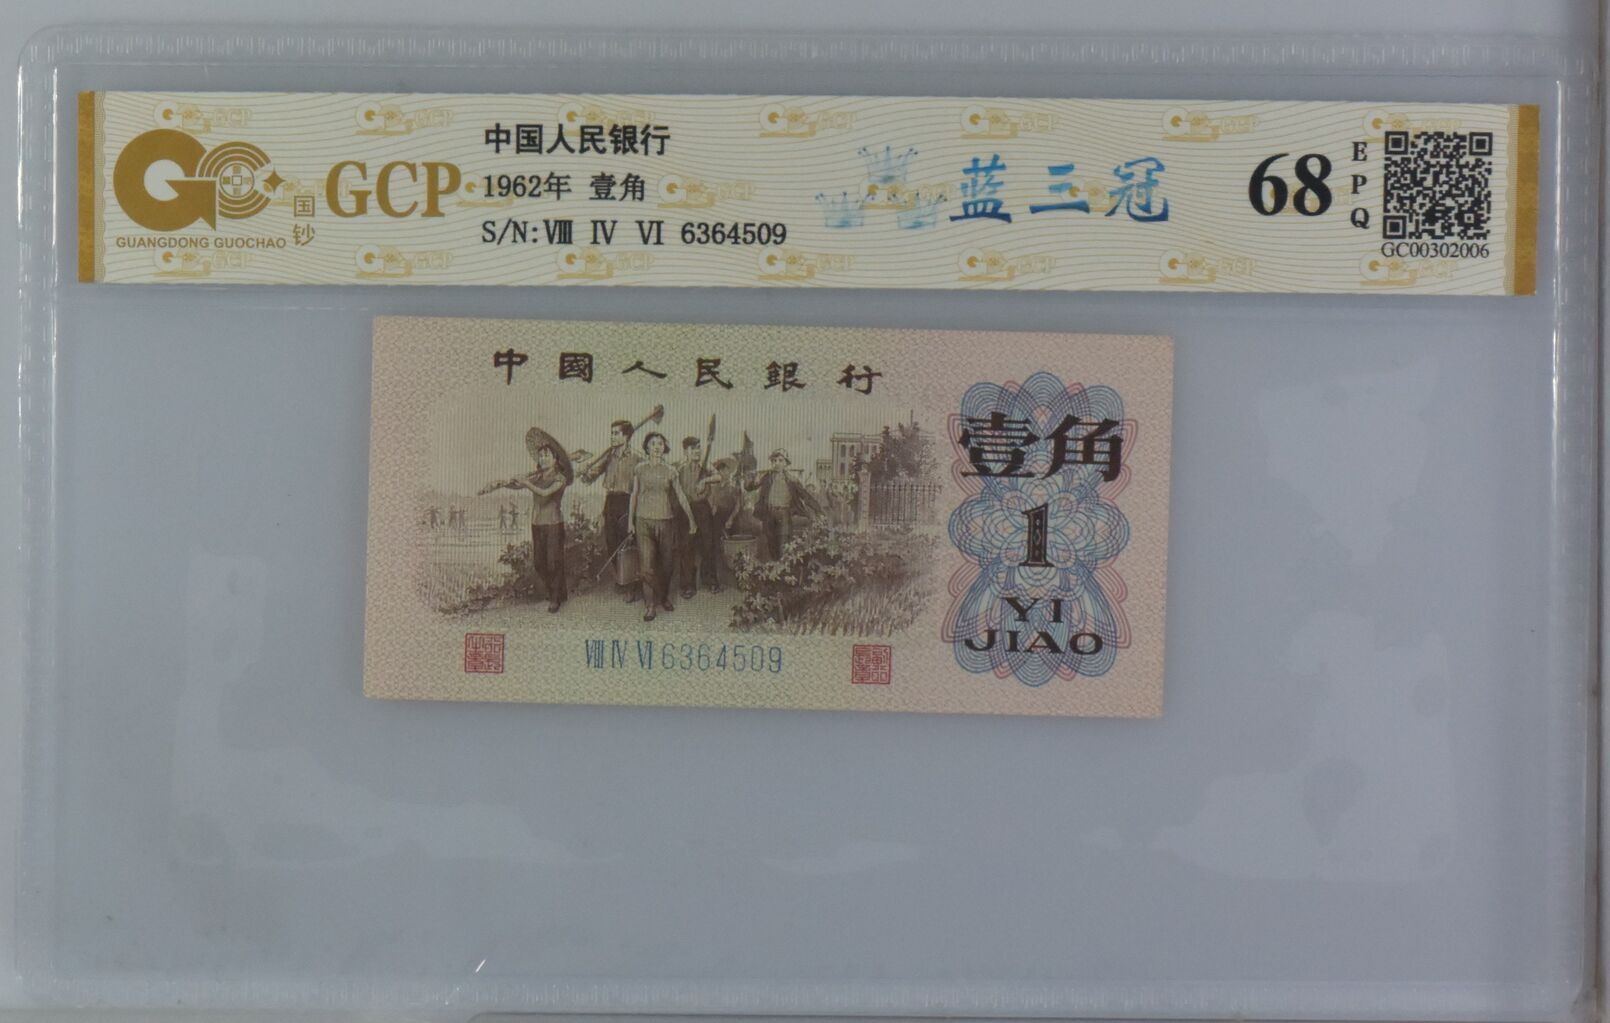 中国人民银行
1962年 壹角
S/N:Ⅷ Ⅳ Ⅵ 6364509
GCP
国钞
GUANGDONG GUOCHAO
蓝三冠
68
EPQ
GC00302006
中國人民銀行
壹角
1
YI
JIAO
Ⅷ Ⅳ Ⅵ 6364509